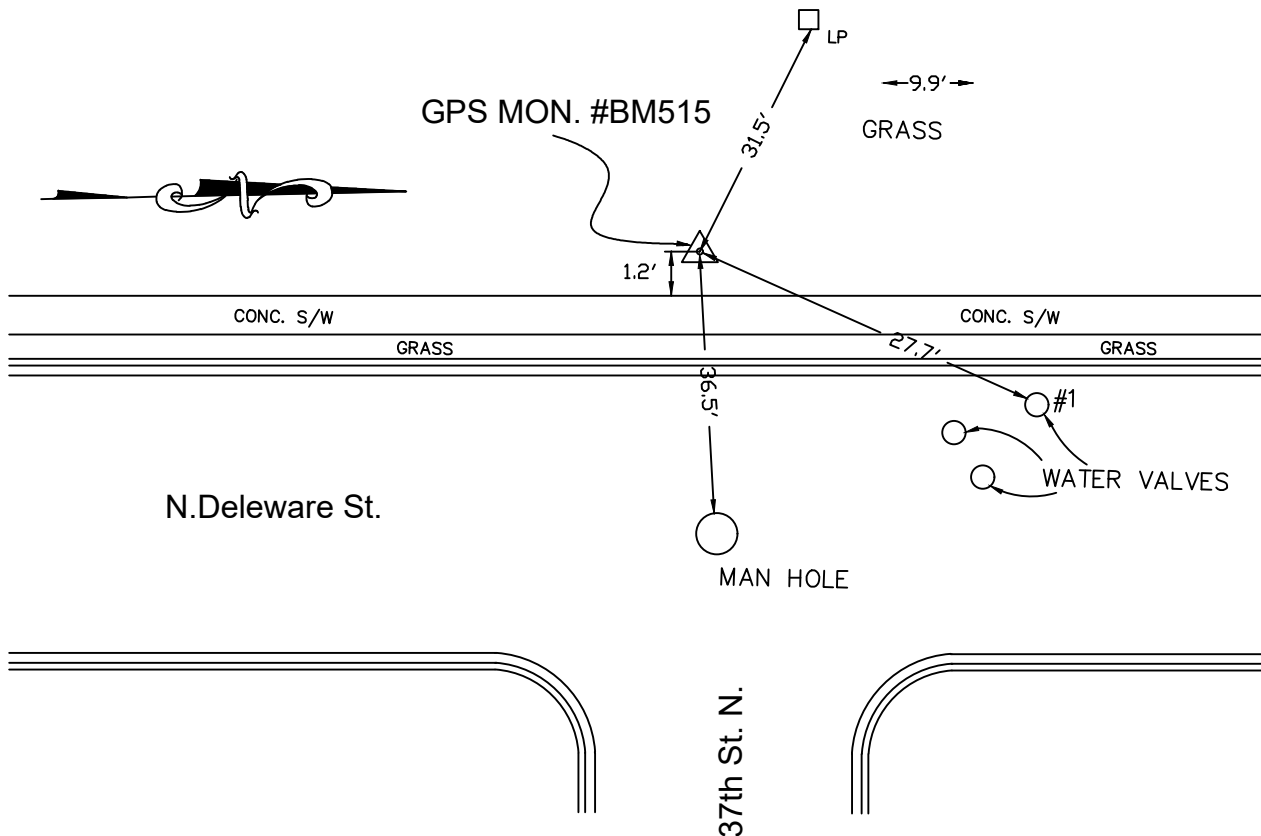 LP
9.9'
GPS MON. #BM515
GRASS
31.5'
N
1.2'
CONC. S/W
CONC. S/W
GRASS
27.7'
GRASS
36.5'
#1
WATER VALVES
N.Deleware St.
MAN HOLE
37th St. N.